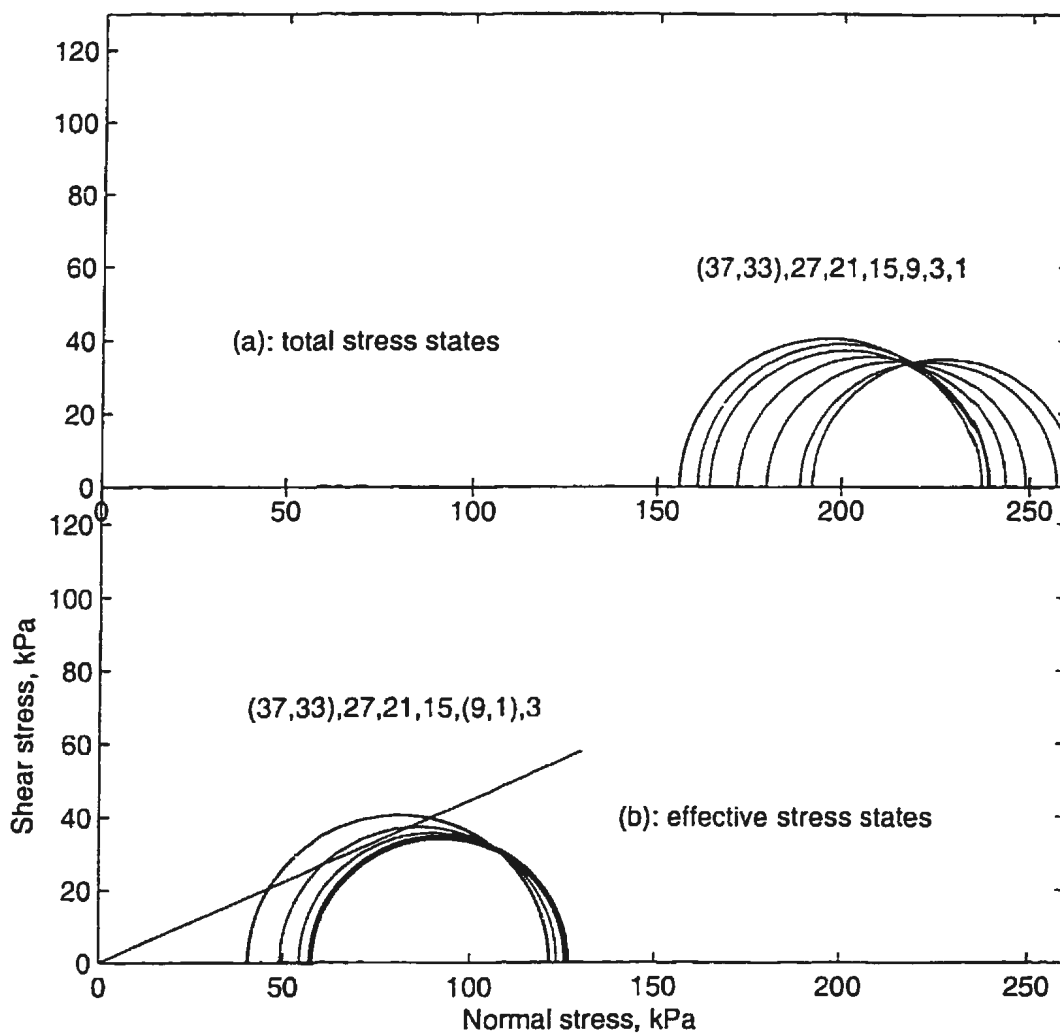 120
100
80
60
40
20
0
(37,33),27,21,15,9,3,1
(a): total stress states
0 50 100 150 200 250
120
100
80
60
40
20
0
Shear stress, kPa
(37,33),27,21,15,(9,1),3
(b): effective stress states
0 50 100 150 200 250
Normal stress, kPa